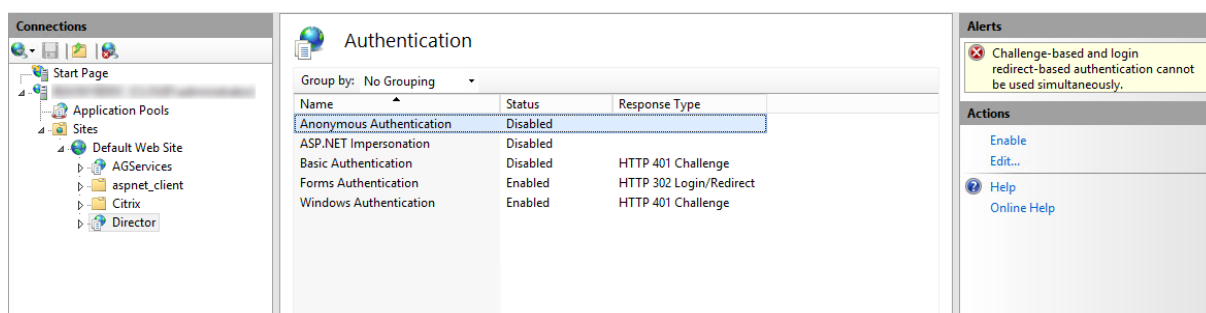 Connections
Start Page
Application Pools
Sites
Default Web Site
AGServices
aspnet_client
Citrix
Director
Authentication
Group by: No Grouping
Name Status Response Type
Anonymous Authentication Disabled
ASP.NET Impersonation Disabled
Basic Authentication Disabled HTTP 401 Challenge
Forms Authentication Enabled HTTP 302 Login/Redirect
Windows Authentication Enabled HTTP 401 Challenge
Alerts
Challenge-based and login
redirect-based authentication cannot
be used simultaneously.
Actions
Enable
Edit...
Help
Online Help